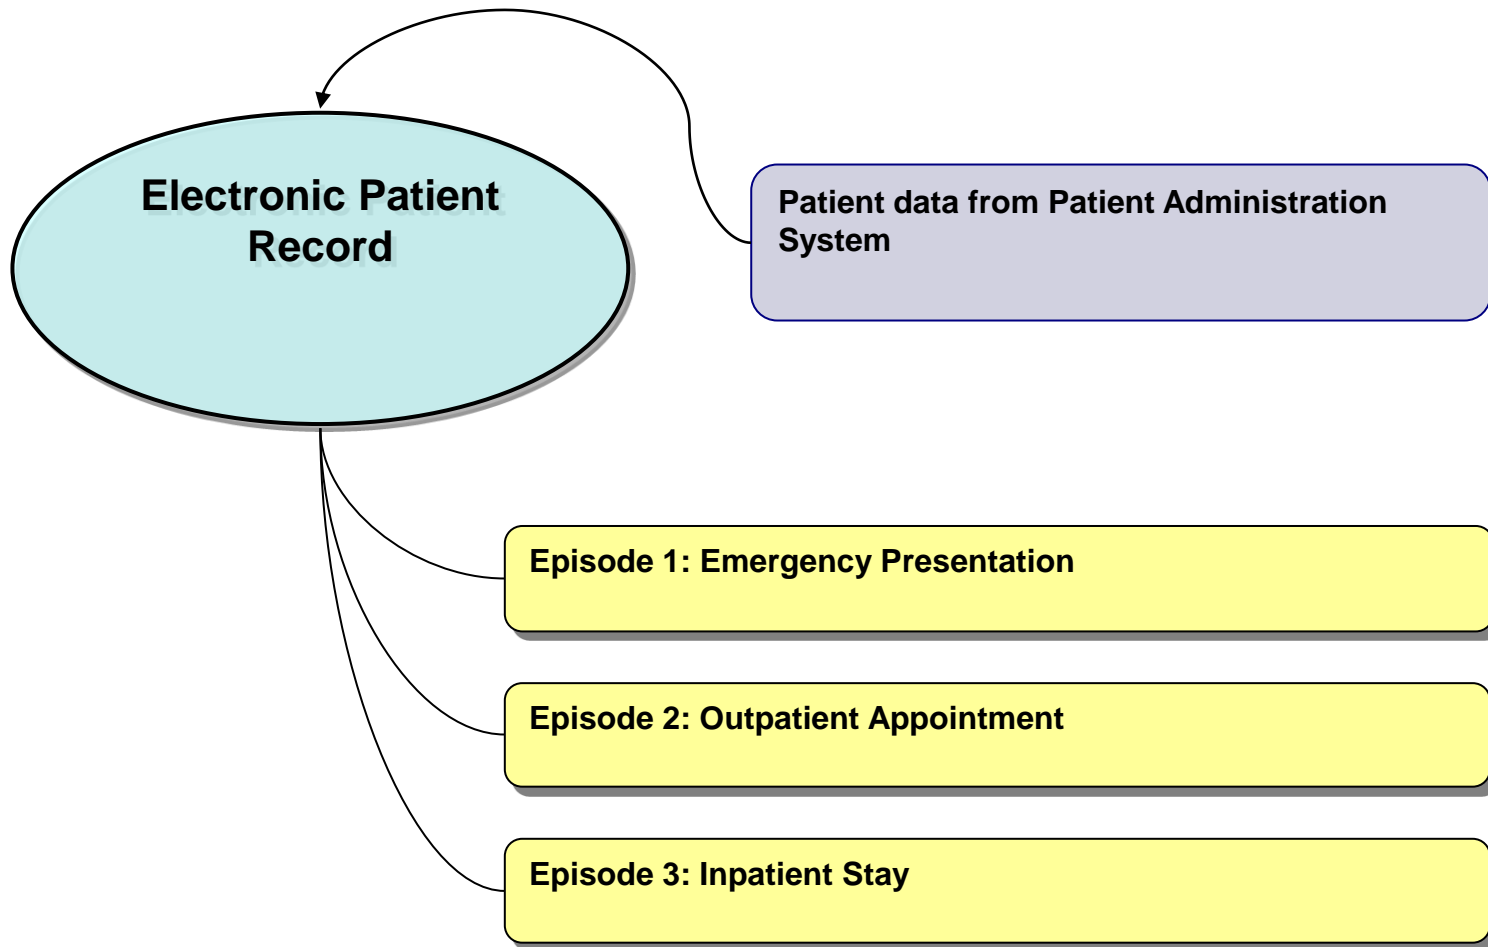 Electronic Patient
Record
Patient data from Patient Administration
System
Episode 1: Emergency Presentation
Episode 2: Outpatient Appointment
Episode 3: Inpatient Stay